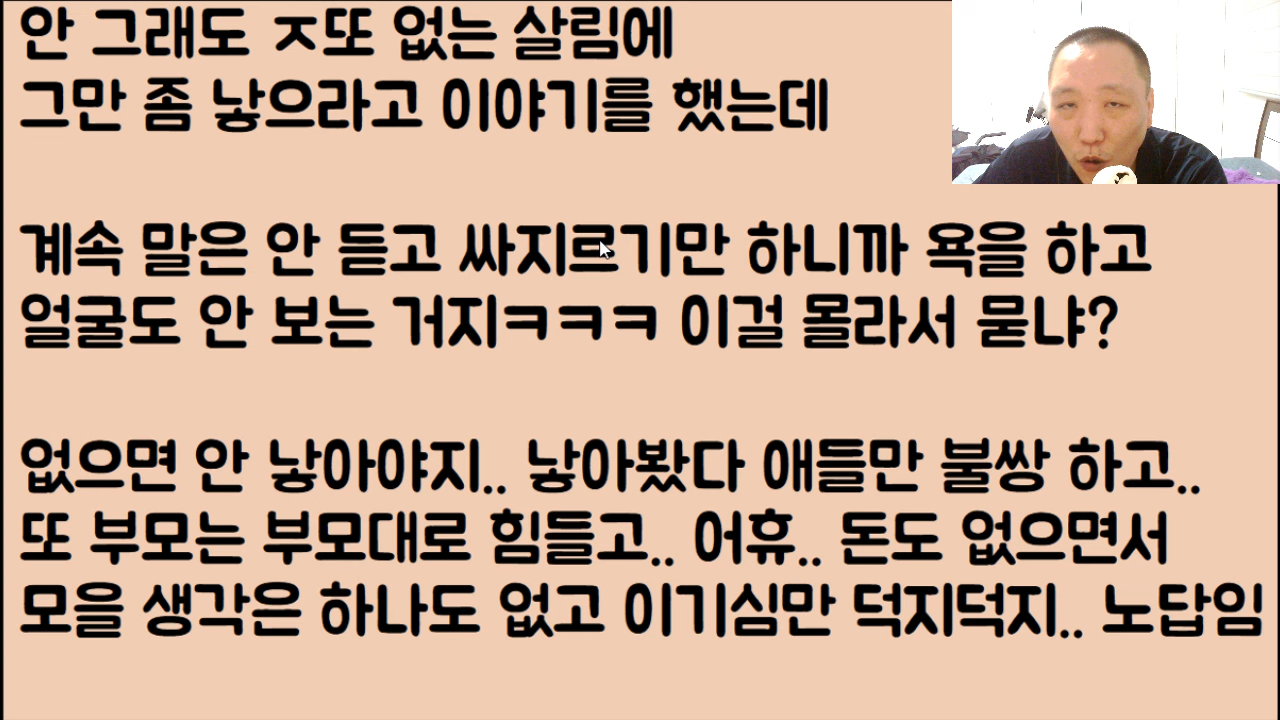 안 그래도 ㅈ또 없는 살림에
그만 좀 낳으라고 이야기를 했는데
계속 말은 안 듣고 싸지르기만 하니까 욕을 하고
얼굴도 안 보는 거지ㅋㅋㅋ 이걸 몰라서 묻냐?
없으면 안 낳아야지.. 낳아봤다 애들만 불쌍 하고..
또 부모는 부모대로 힘들고.. 어휴.. 돈도 없으면서
모을 생각은 하나도 없고 이기심만 덕지덕지.. 노답임